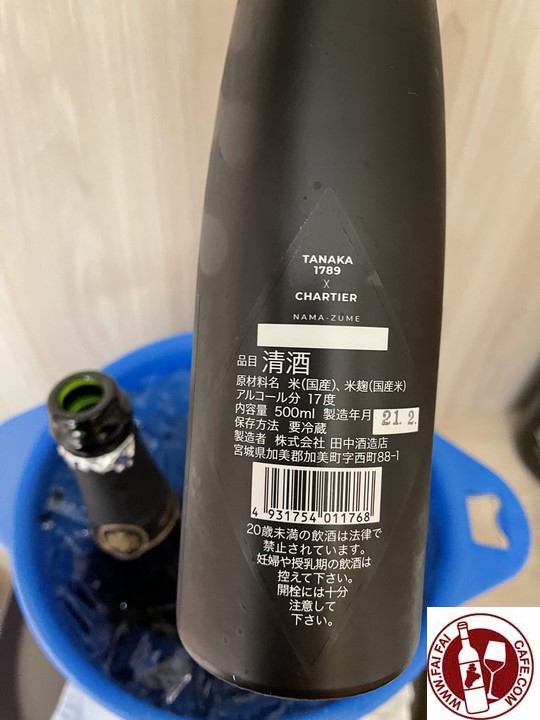 TANAKA
1789
X
CHARTIER
NAMA-ZUME
品目 清酒
原材料名 米(国産)、米麹(国産米)
アルコール分 17度
内容量 500ml 製造年月 21.2.
保存方法 要冷蔵
製造者 株式会社 田中酒造店
宮城県加美郡加美町字西町88-1
4 931754 011768
20歳未満の飲酒は法律で
禁止されています。
妊婦や授乳期の飲酒は
控えて下さい。
開栓には十分
注意して
下さい。
WWW.FAI FAI CAFE.COM